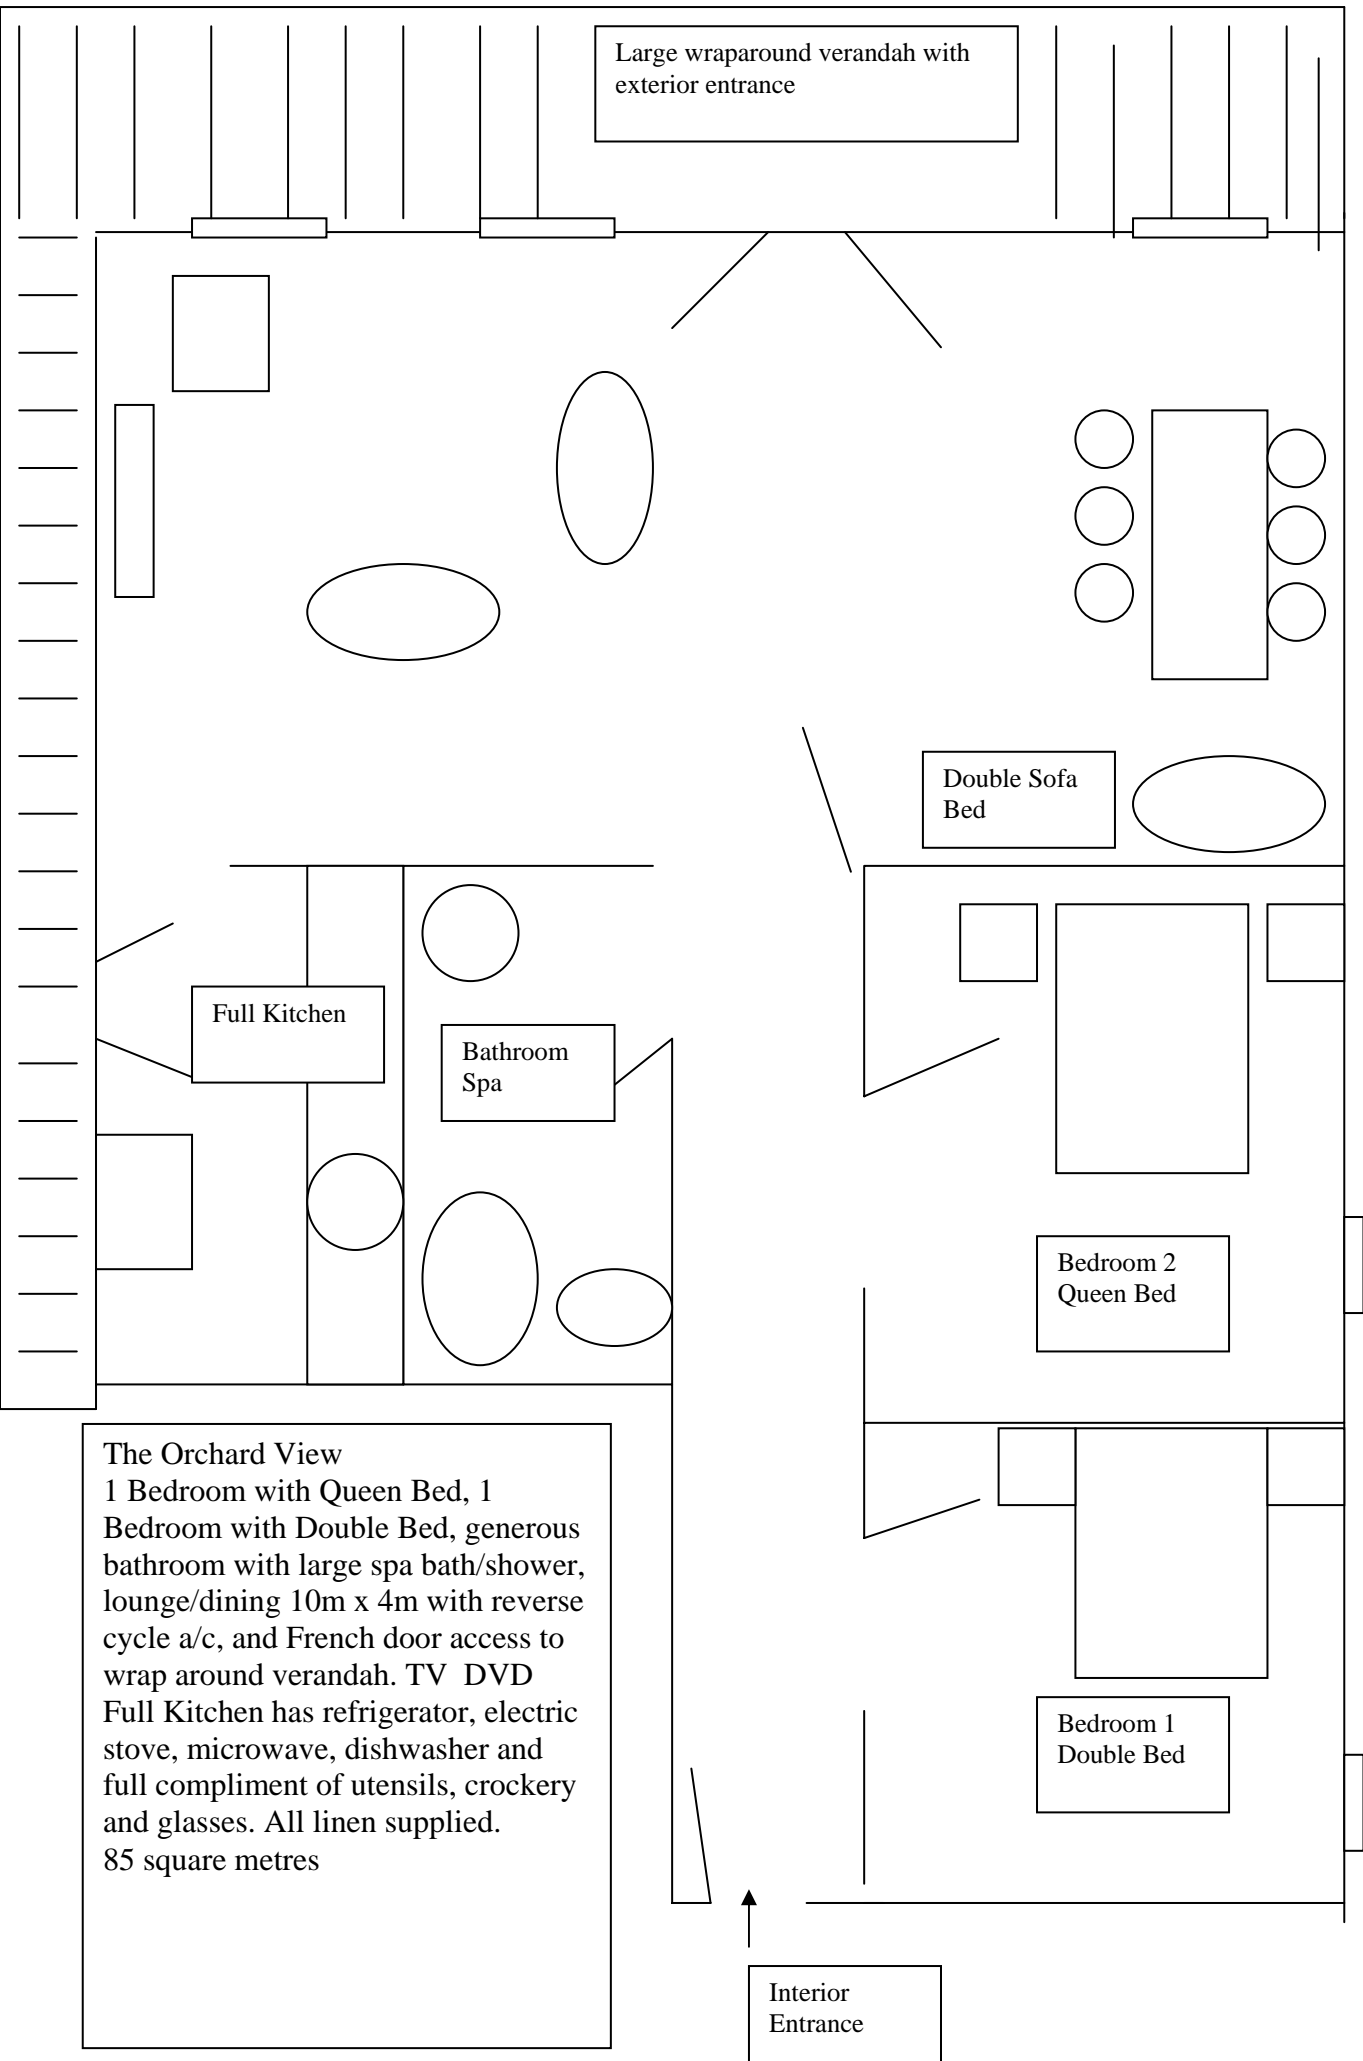 Large wraparound verandah with
exterior entrance
Double Sofa
Bed
Full Kitchen
Bathroom
Spa
Bedroom 2
Queen Bed
The Orchard View
1 Bedroom with Queen Bed, 1
Bedroom with Double Bed, generous
bathroom with large spa bath/shower,
lounge/dining 10m x 4m with reverse
cycle a/c, and French door access to
wrap around verandah. TV  DVD
Full Kitchen has refrigerator, electric
stove, microwave, dishwasher and
full compliment of utensils, crockery
and glasses. All linen supplied.
85 square metres
Bedroom 1
Double Bed
Interior
Entrance